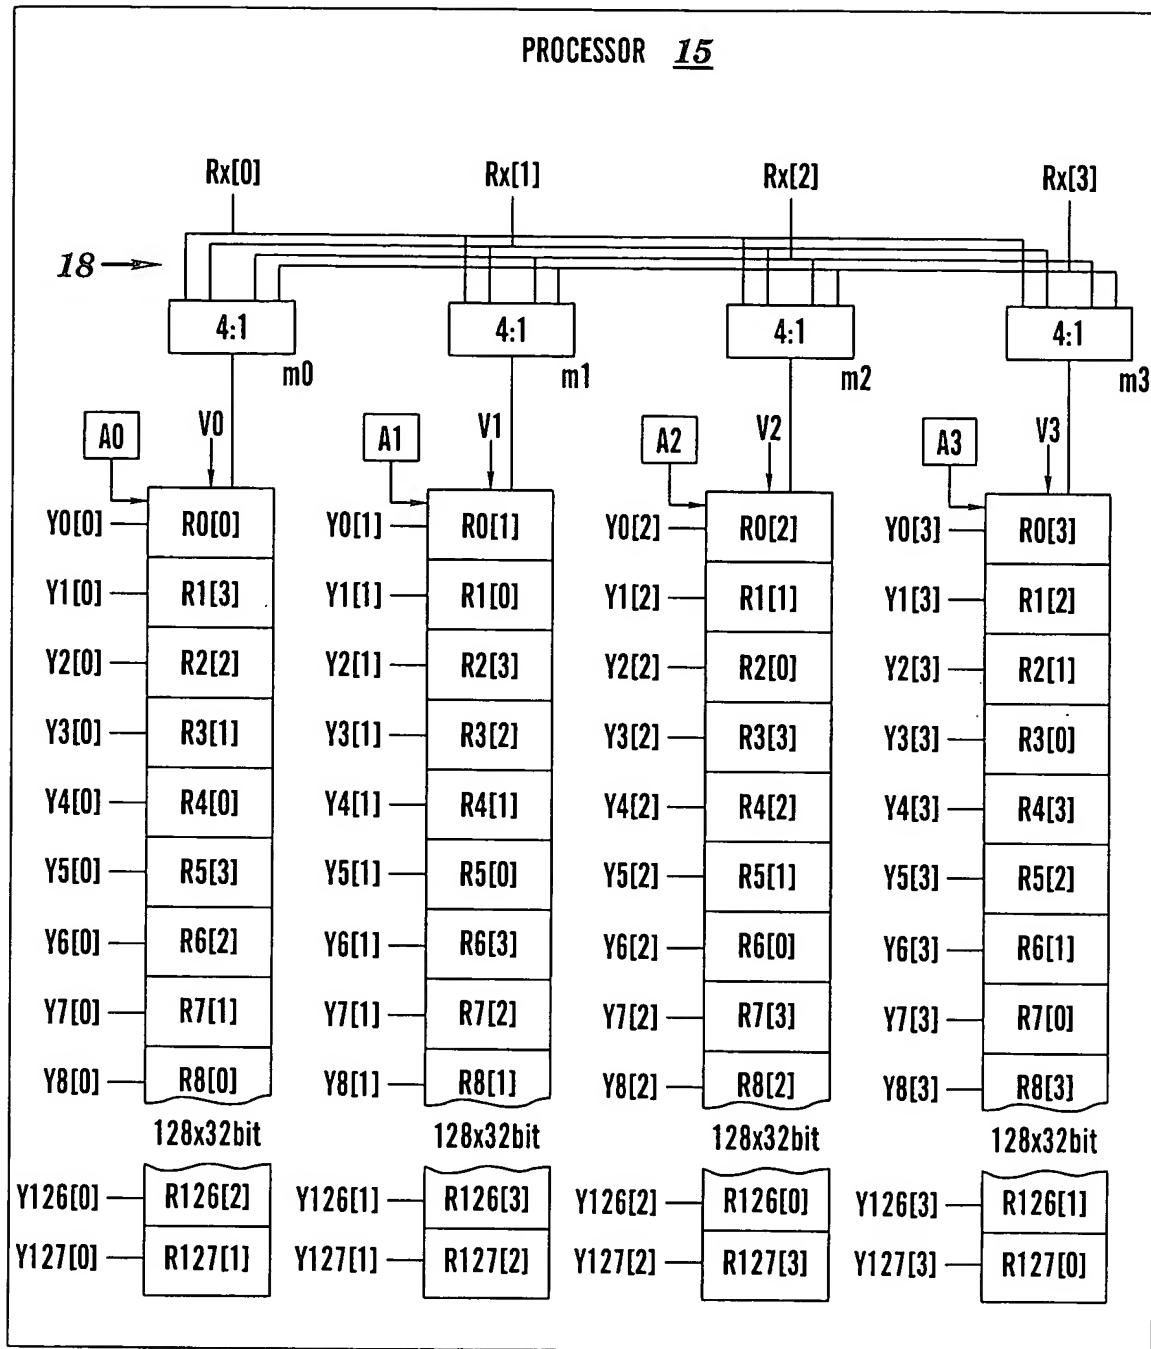 PROCESSOR 15
Rx[0] Rx[1] Rx[2] Rx[3]
18
4:1 4:1 4:1 4:1
m0 m1 m2 m3
A0 V0 A1 V1 A2 V2 A3 V3
Y0[0] R0[0] Y0[1] R0[1] Y0[2] R0[2] Y0[3] R0[3]
Y1[0] R1[3] Y1[1] R1[0] Y1[2] R1[1] Y1[3] R1[2]
Y2[0] R2[2] Y2[1] R2[3] Y2[2] R2[0] Y2[3] R2[1]
Y3[0] R3[1] Y3[1] R3[2] Y3[2] R3[3] Y3[3] R3[0]
Y4[0] R4[0] Y4[1] R4[1] Y4[2] R4[2] Y4[3] R4[3]
Y5[0] R5[3] Y5[1] R5[0] Y5[2] R5[1] Y5[3] R5[2]
Y6[0] R6[2] Y6[1] R6[3] Y6[2] R6[0] Y6[3] R6[1]
Y7[0] R7[1] Y7[1] R7[2] Y7[2] R7[3] Y7[3] R7[0]
Y8[0] R8[0] Y8[1] R8[1] Y8[2] R8[2] Y8[3] R8[3]
128x32bit 128x32bit 128x32bit 128x32bit
Y126[0] R126[2] Y126[1] R126[3] Y126[2] R126[0] Y126[3] R126[1]
Y127[0] R127[1] Y127[1] R127[2] Y127[2] R127[3] Y127[3] R127[0]